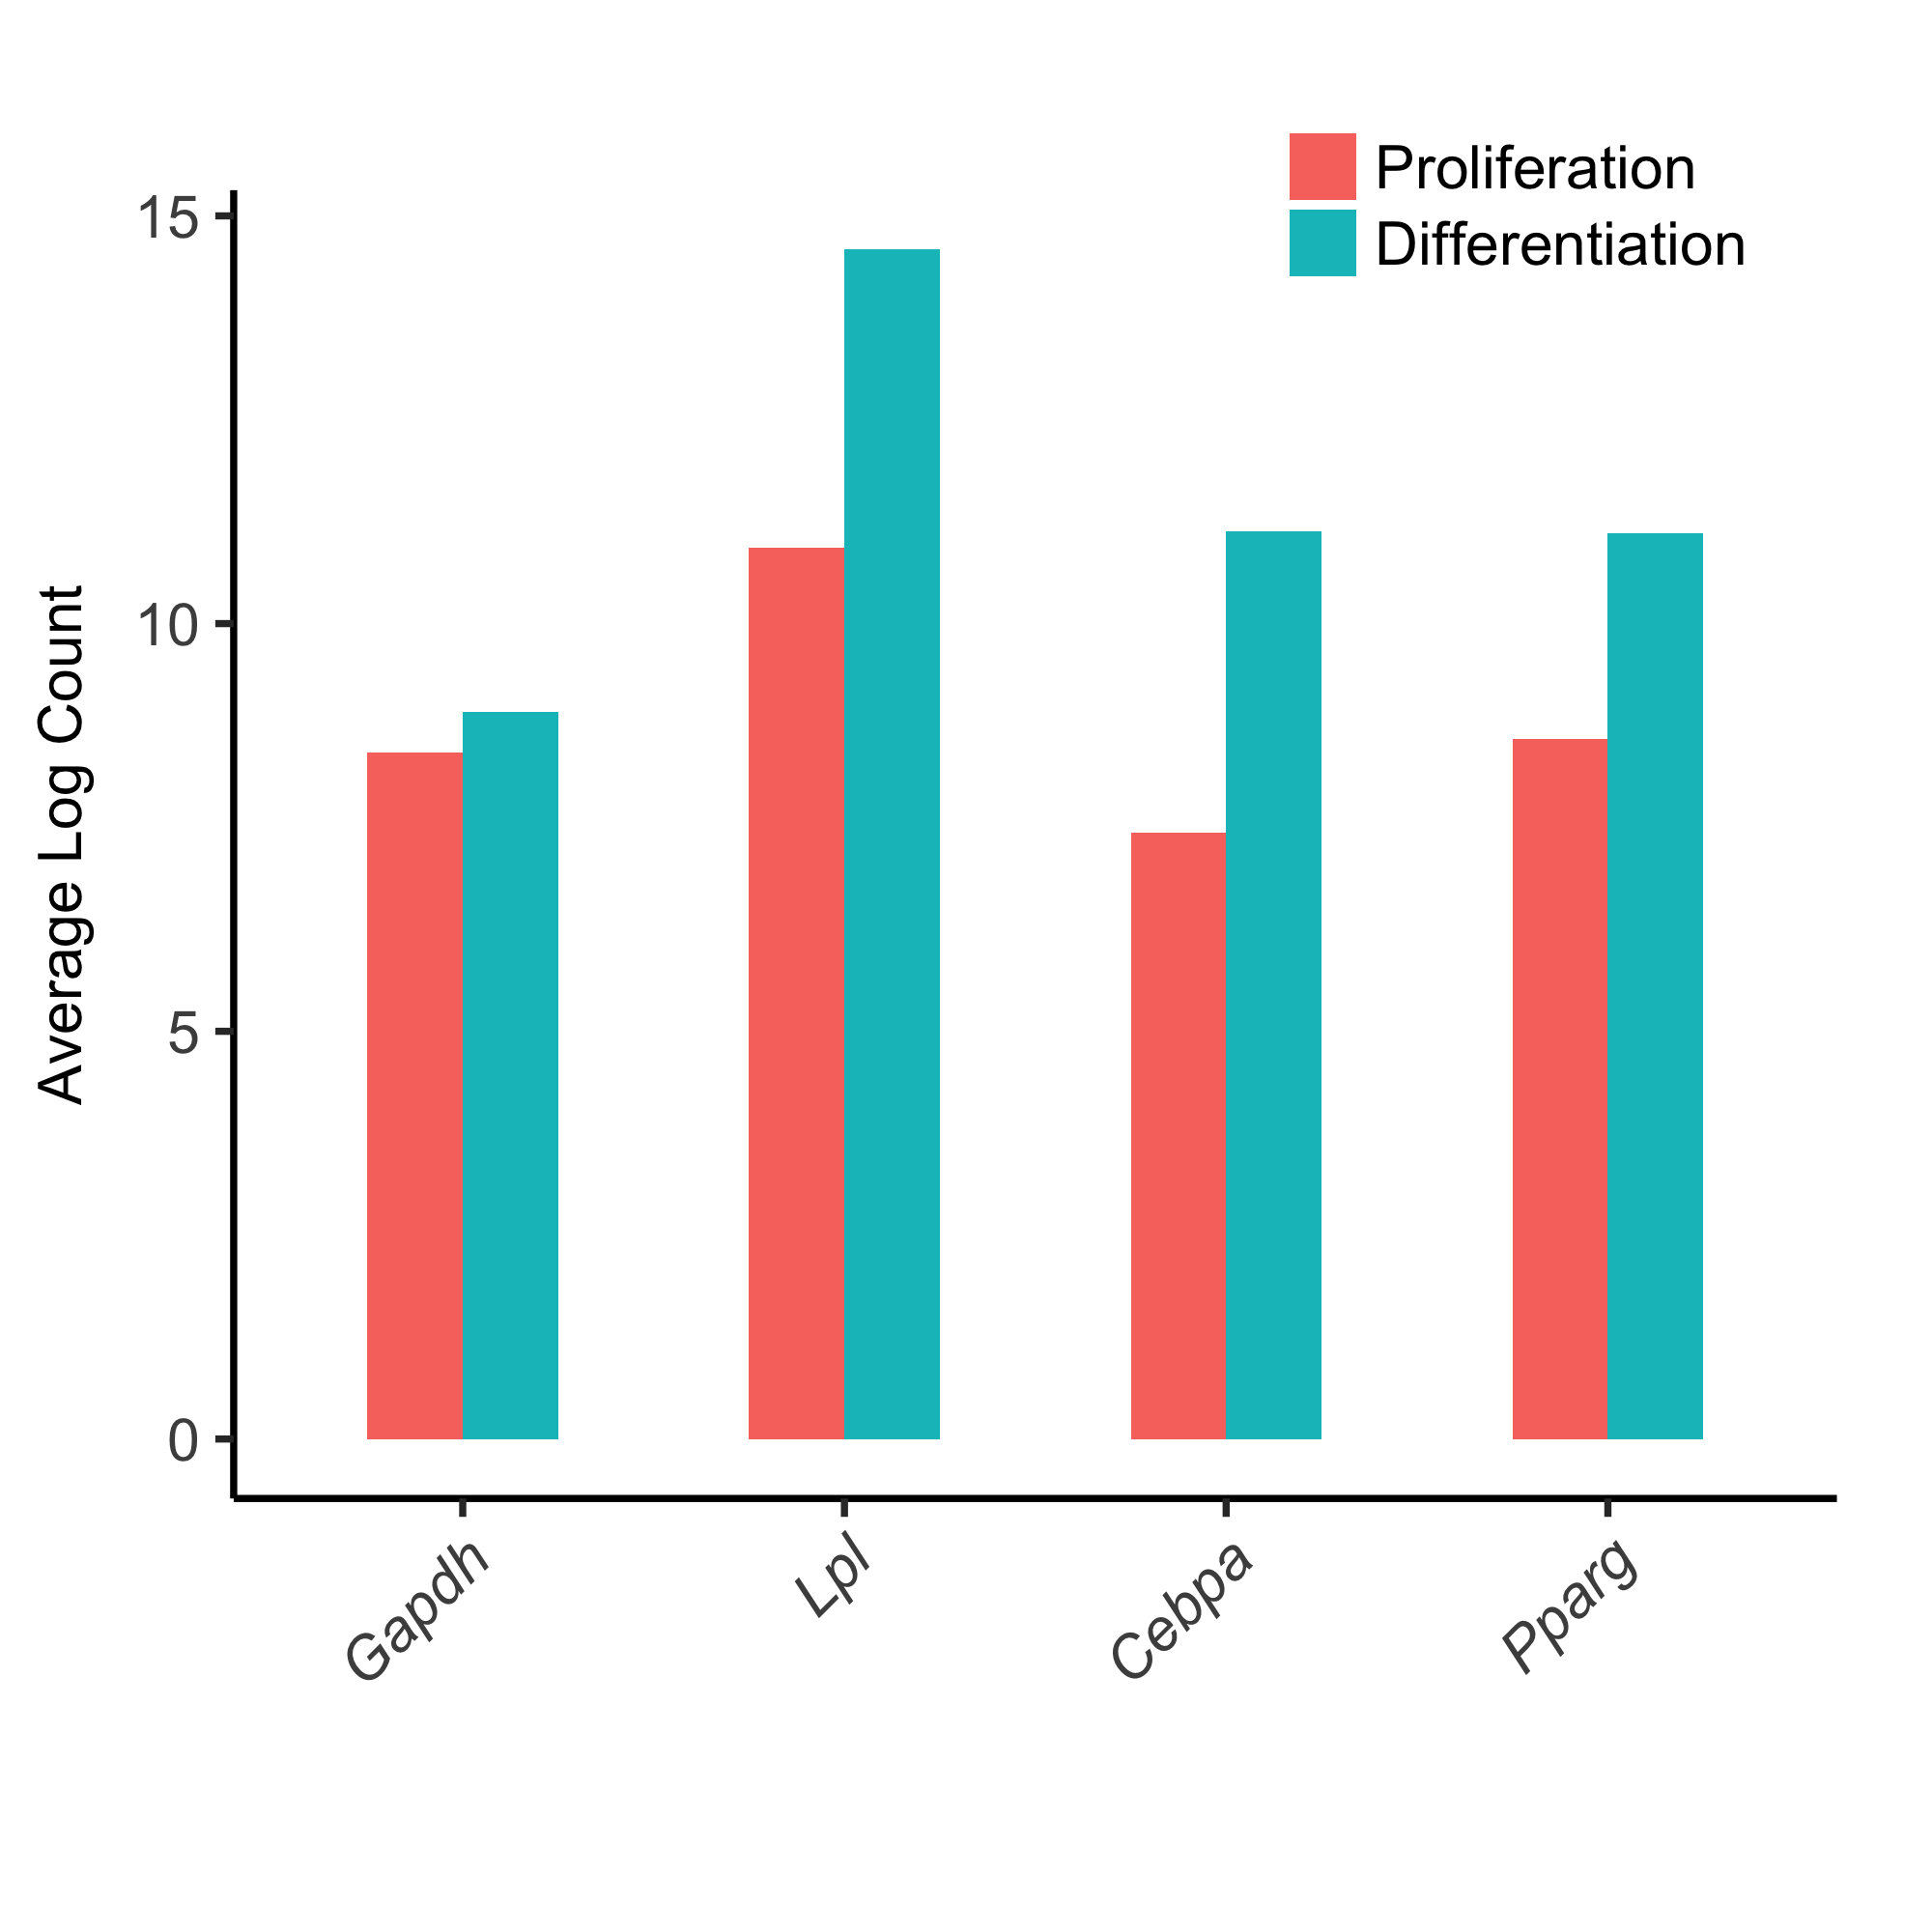 Proliferation
Differentiation
15
10
5
0
Average Log Count
Gapdh
Lpl
Cebpa
Pparg